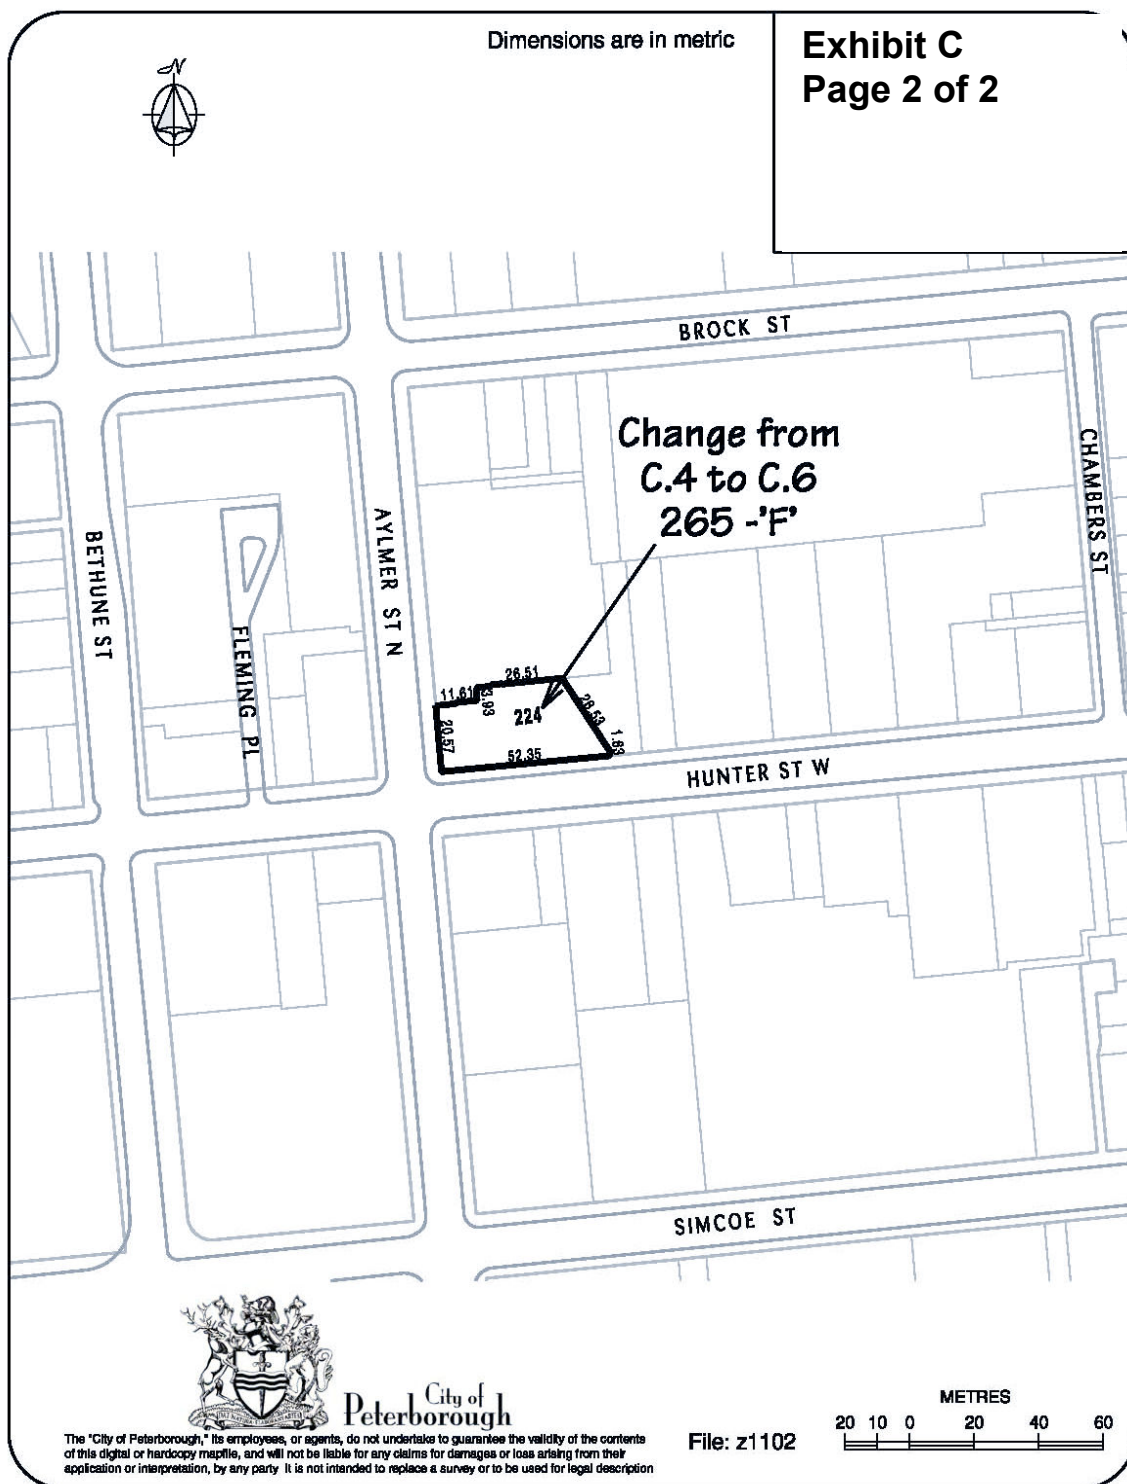 Dimensions are in metric
Exhibit C
Page 2 of 2
N
BROCK ST
Change from
C.4 to C.6
265 -'F'
CHAMBERS ST
AYLMER ST N
BETHUNE ST
FLEMING PL
26.51
11.61
3.93
28.53
224
20.57
1.83
52.35
HUNTER ST W
SIMCOE ST
City of
Peterborough
METRES
20 10 0 20 40 60
File: z1102
The "City of Peterborough," its employees, or agents, do not undertake to guarantee the validity of the contents
of this digital or hardcopy mapfile, and will not be liable for any claims for damages or loss arising from their
application or interpretation, by any party It is not intended to replace a survey or to be used for legal description